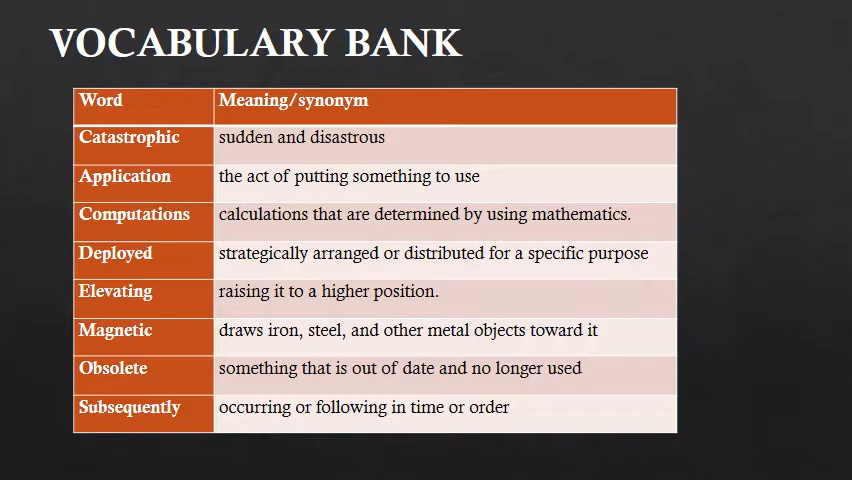 VOCABULARY BANK
Word Meaning/synonym
Catastrophic sudden and disastrous
Application the act of putting something to use
Computations calculations that are determined by using mathematics.
Deployed strategically arranged or distributed for a specific purpose
Elevating raising it to a higher position.
Magnetic draws iron, steel, and other metal objects toward it
Obsolete something that is out of date and no longer used
Subsequently occurring or following in time or order